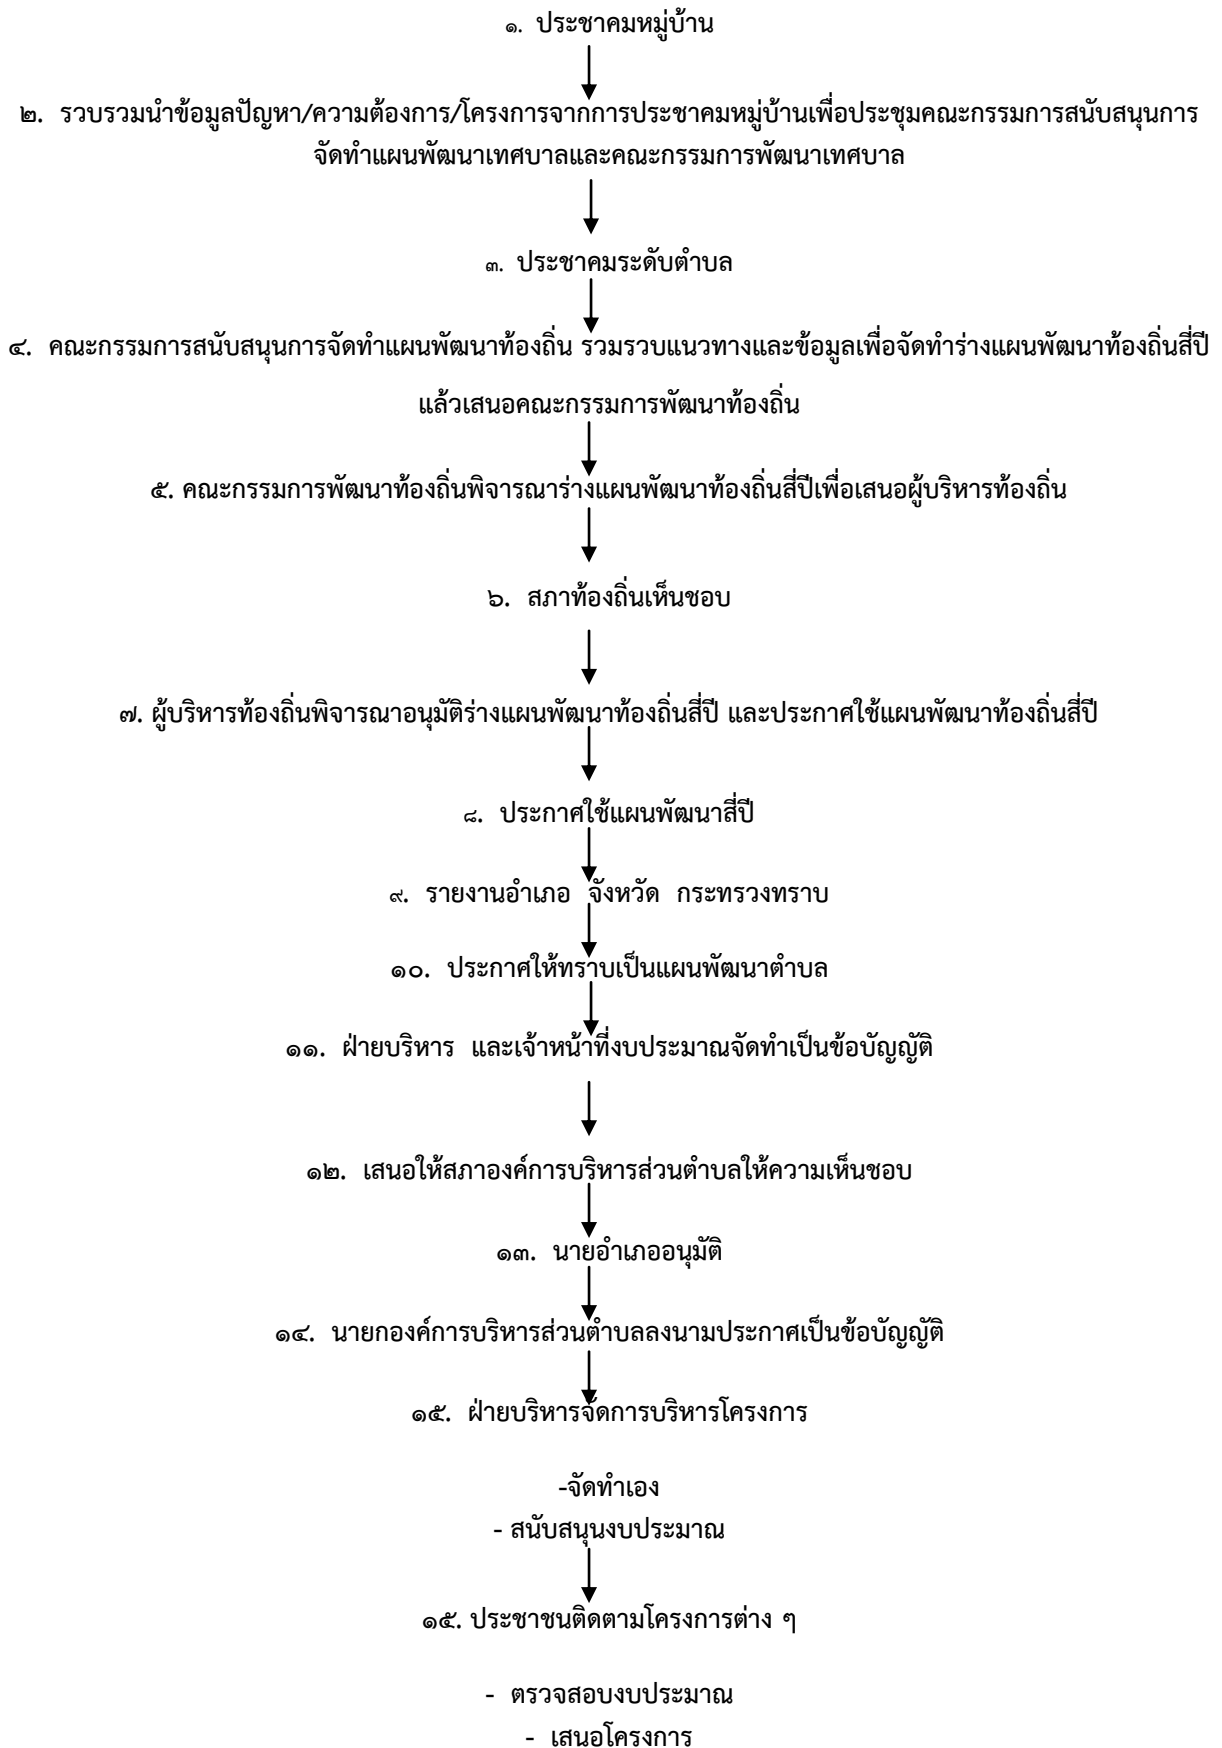 ๑. ประชาคมหมู่บ้าน
๒. รวบรวมนำข้อมูลปัญหา/ความต้องการ/โครงการจากการประชาคมหมู่บ้านเพื่อประชุมคณะกรรมการสนับสนุนการ
จัดทำแผนพัฒนาเทศบาลและคณะกรรมการพัฒนาเทศบาล
๓. ประชาคมระดับตำบล
๔. คณะกรรมการสนับสนุนการจัดทำแผนพัฒนาท้องถิ่น รวมรวบแนวทางและข้อมูลเพื่อจัดทำร่างแผนพัฒนาท้องถิ่นสี่ปี
แล้วเสนอคณะกรรมการพัฒนาท้องถิ่น
๕. คณะกรรมการพัฒนาท้องถิ่นพิจารณาร่างแผนพัฒนาท้องถิ่นสี่ปีเพื่อเสนอผู้บริหารท้องถิ่น
๖. สภาท้องถิ่นเห็นชอบ
๗. ผู้บริหารท้องถิ่นพิจารณาอนุมัติร่างแผนพัฒนาท้องถิ่นสี่ปี และประกาศใช้แผนพัฒนาท้องถิ่นสี่ปี
๘. ประกาศใช้แผนพัฒนาสี่ปี
๙. รายงานอำเภอ จังหวัด กระทรวงทราบ
๑๐. ประกาศให้ทราบเป็นแผนพัฒนาตำบล
๑๑. ฝ่ายบริหาร และเจ้าหน้าที่งบประมาณจัดทำเป็นข้อบัญญัติ
๑๒. เสนอให้สภาองค์การบริหารส่วนตำบลให้ความเห็นชอบ
๑๓. นายอำเภออนุมัติ
๑๔. นายกองค์การบริหารส่วนตำบลลงนามประกาศเป็นข้อบัญญัติ
๑๕. ฝ่ายบริหารจัดการบริหารโครงการ
-จัดทำเอง
- สนับสนุนงบประมาณ
๑๕. ประชาชนติดตามโครงการต่าง ๆ
- ตรวจสอบงบประมาณ
- เสนอโครงการ